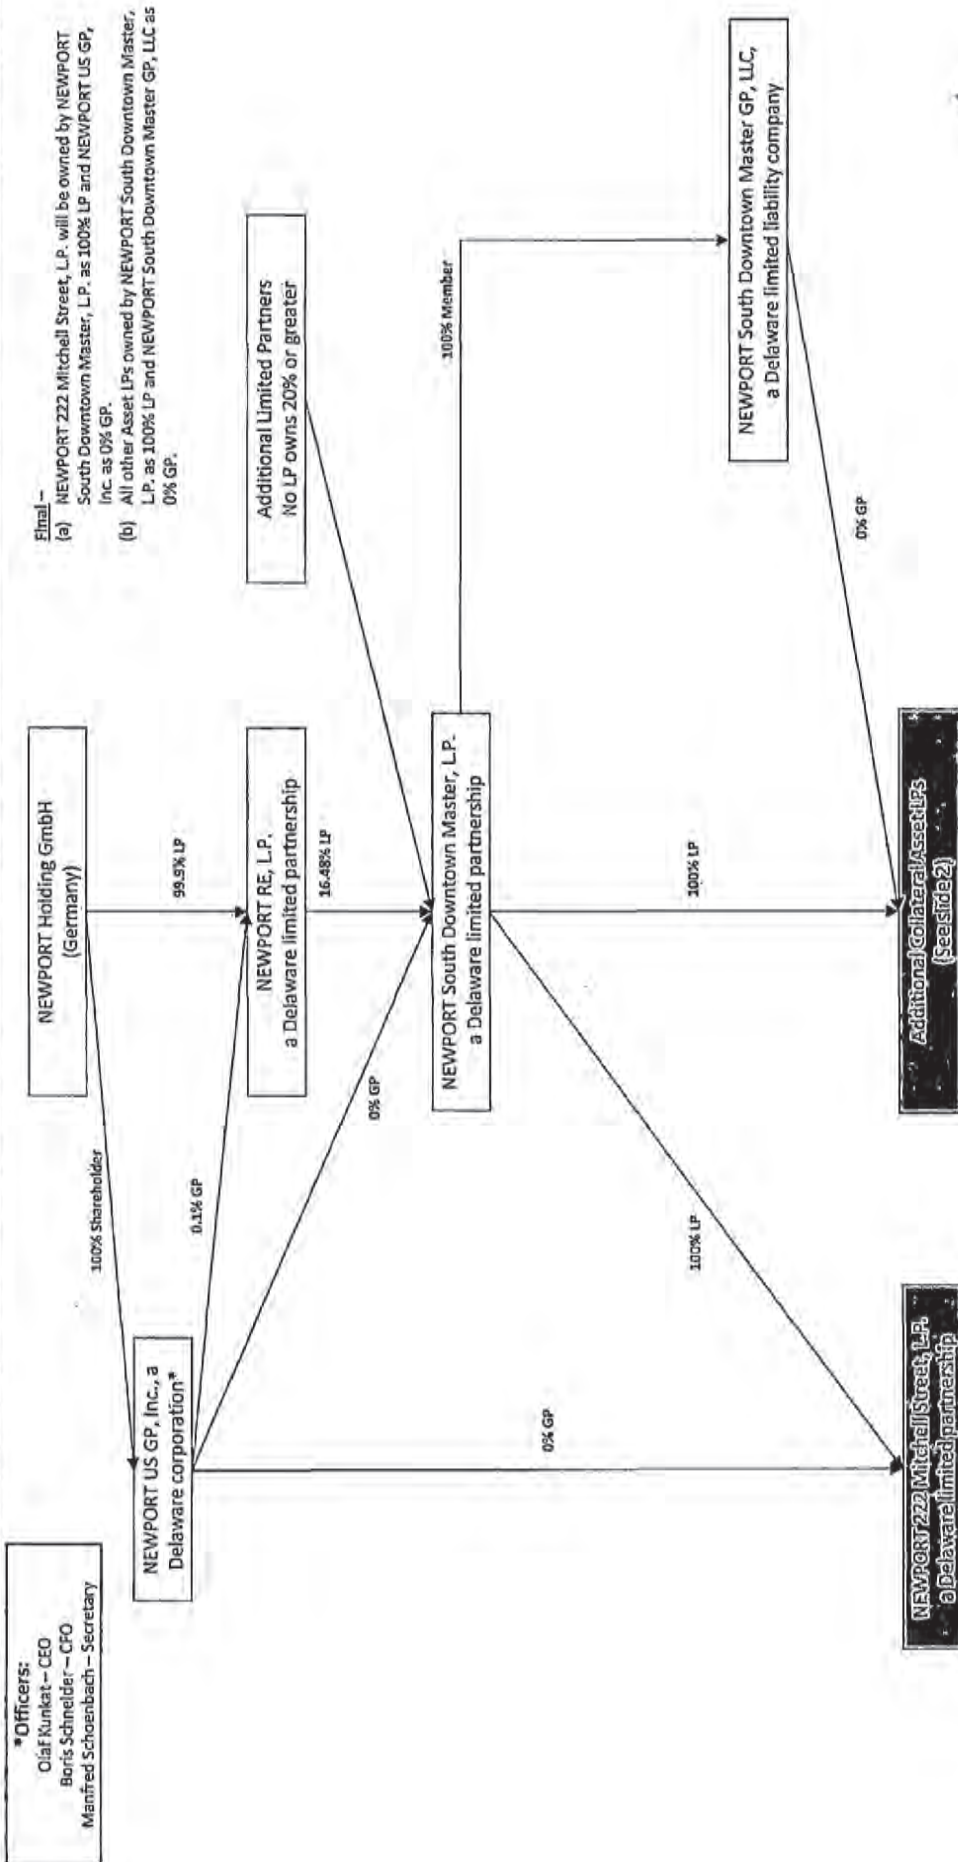 *Officers:
Olaf Kunkat – CEO
Boris Schneider – CFO
Manfred Schoenbach – Secretary
Final –
(a) NEWPORT 222 Mitchell Street, L.P. will be owned by NEWPORT
South Downtown Master, L.P. as 100% LP and NEWPORT US GP,
Inc. as 0% GP.
(b) All other Asset LPs owned by NEWPORT South Downtown Master,
L.P. as 100% LP and NEWPORT South Downtown Master GP, LLC as
0% GP.
NEWPORT Holding GmbH
(Germany)
100% Shareholder
99.9% LP
NEWPORT US GP, Inc., a
Delaware corporation*
0.1% GP
NEWPORT RE, L.P.
a Delaware limited partnership
Additional Limited Partners
No LP owns 20% or greater
16.48% LP
0% GP
NEWPORT South Downtown Master, L.P.
a Delaware limited partnership
100% Member
0% GP
100% LP
100% LP
NEWPORT South Downtown Master GP, LLC,
a Delaware limited liability company
0% GP
NEWPORT 222 Mitchell Street, L.P.
a Delaware limited partnership
Additional Collateral Asset LPs
(See slide 2)